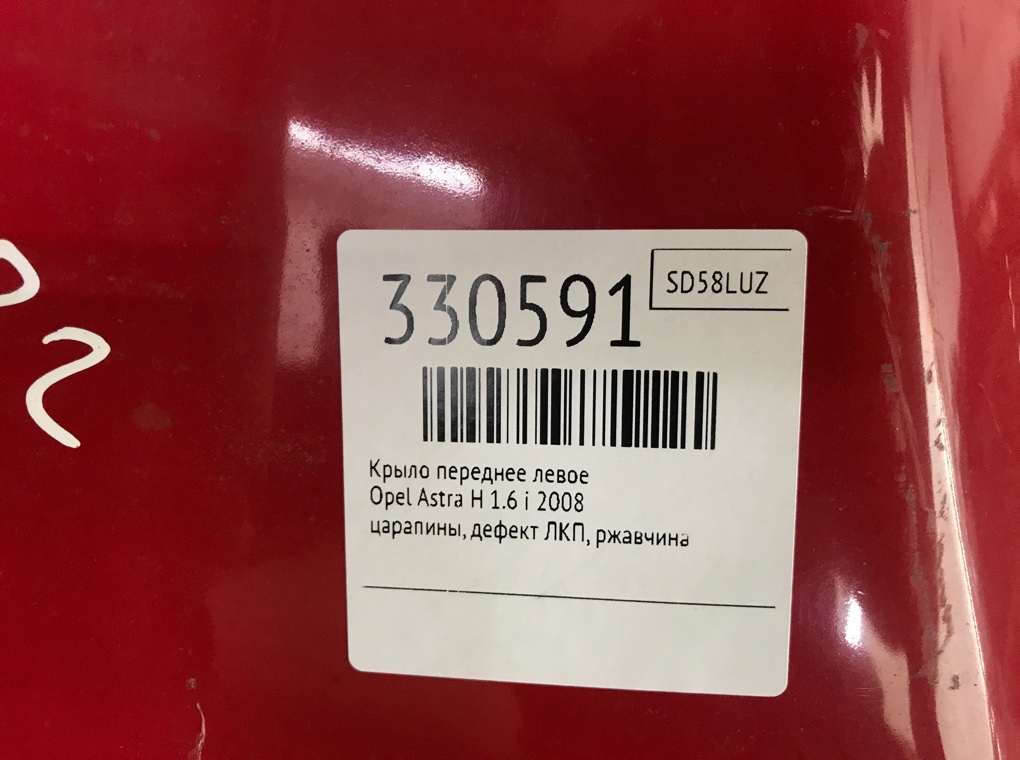 330591
SD58LUZ
Крыло переднее левое
Opel Astra H 1.6 i 2008
царапины, дефект ЛКП, ржавчина